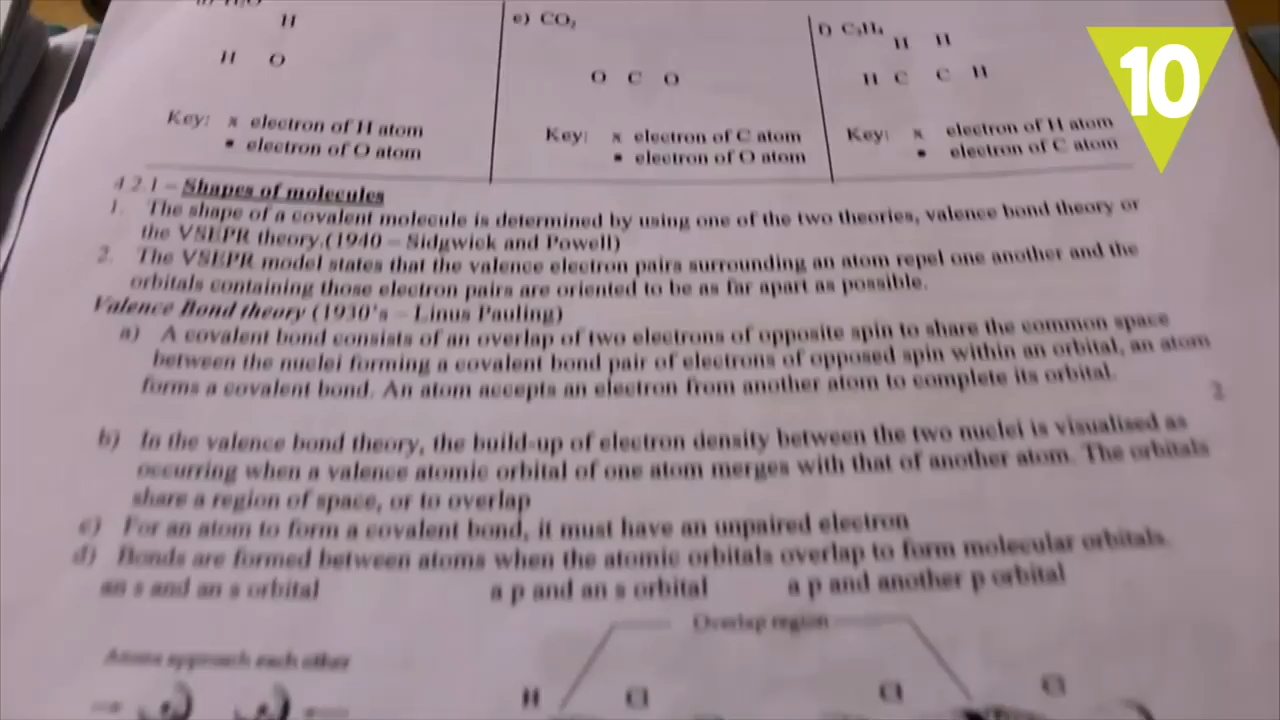 H₂O
H
H O
Key: x electron of H atom
• electron of O atom
e) CO₂
O C O
Key: x electron of C atom
• electron of O atom
f) C₂H₄
H H
H C C H
Key: x electron of H atom
• electron of C atom
10
4.2.1 – Shapes of molecules
1. The shape of a covalent molecule is determined by using one of the two theories, valence bond theory or
the VSEPR theory.(1940 – Sidgwick and Powell)
2. The VSEPR model states that the valence electron pairs surrounding an atom repel one another and the
orbitals containing those electron pairs are oriented to be as far apart as possible.
Valence Bond theory (1930's – Linus Pauling)
a) A covalent bond consists of an overlap of two electrons of opposite spin to share the common space
between the nuclei forming a covalent bond pair of electrons of opposed spin within an orbital, an atom
forms a covalent bond. An atom accepts an electron from another atom to complete its orbital.
2
b) In the valence bond theory, the build-up of electron density between the two nuclei is visualised as
occurring when a valence atomic orbital of one atom merges with that of another atom. The orbitals
share a region of space, or to overlap
c) For an atom to form a covalent bond, it must have an unpaired electron
d) Bonds are formed between atoms when the atomic orbitals overlap to form molecular orbitals.
an s and an s orbital a p and an s orbital a p and another p orbital
Overlap region
Atoms approach each other
H Cl Cl Cl